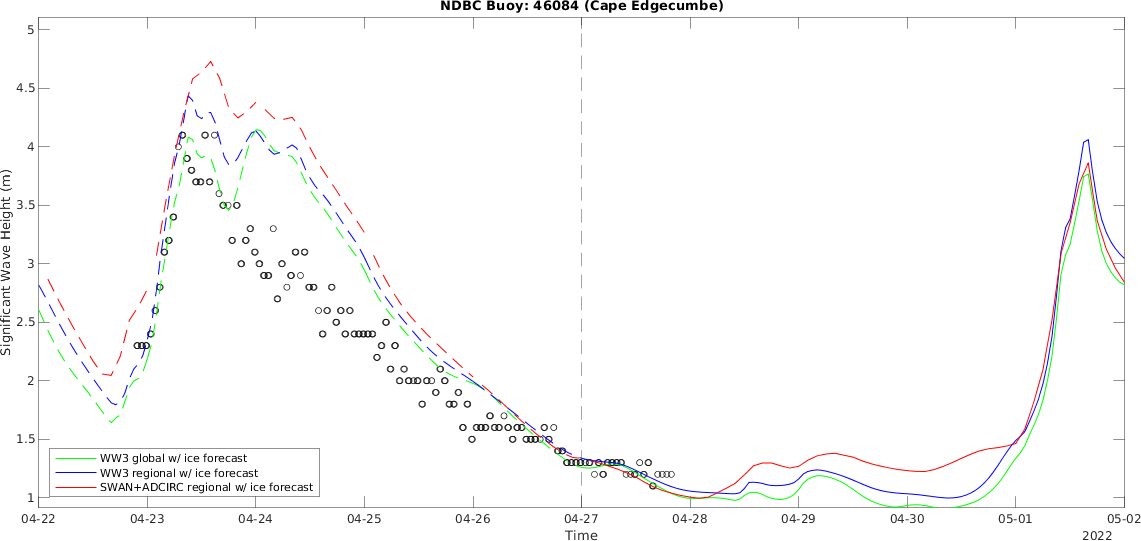 NDBC Buoy: 46084 (Cape Edgecumbe)
5
4.5
4
3.5
3
2.5
2
1.5
1
Significant Wave Height (m)
WW3 global w/ ice forecast
WW3 regional w/ ice forecast
SWAN+ADCIRC regional w/ ice forecast
04-22 04-23 04-24 04-25 04-26 04-27 04-28 04-29 04-30 05-01 05-02
Time
2022